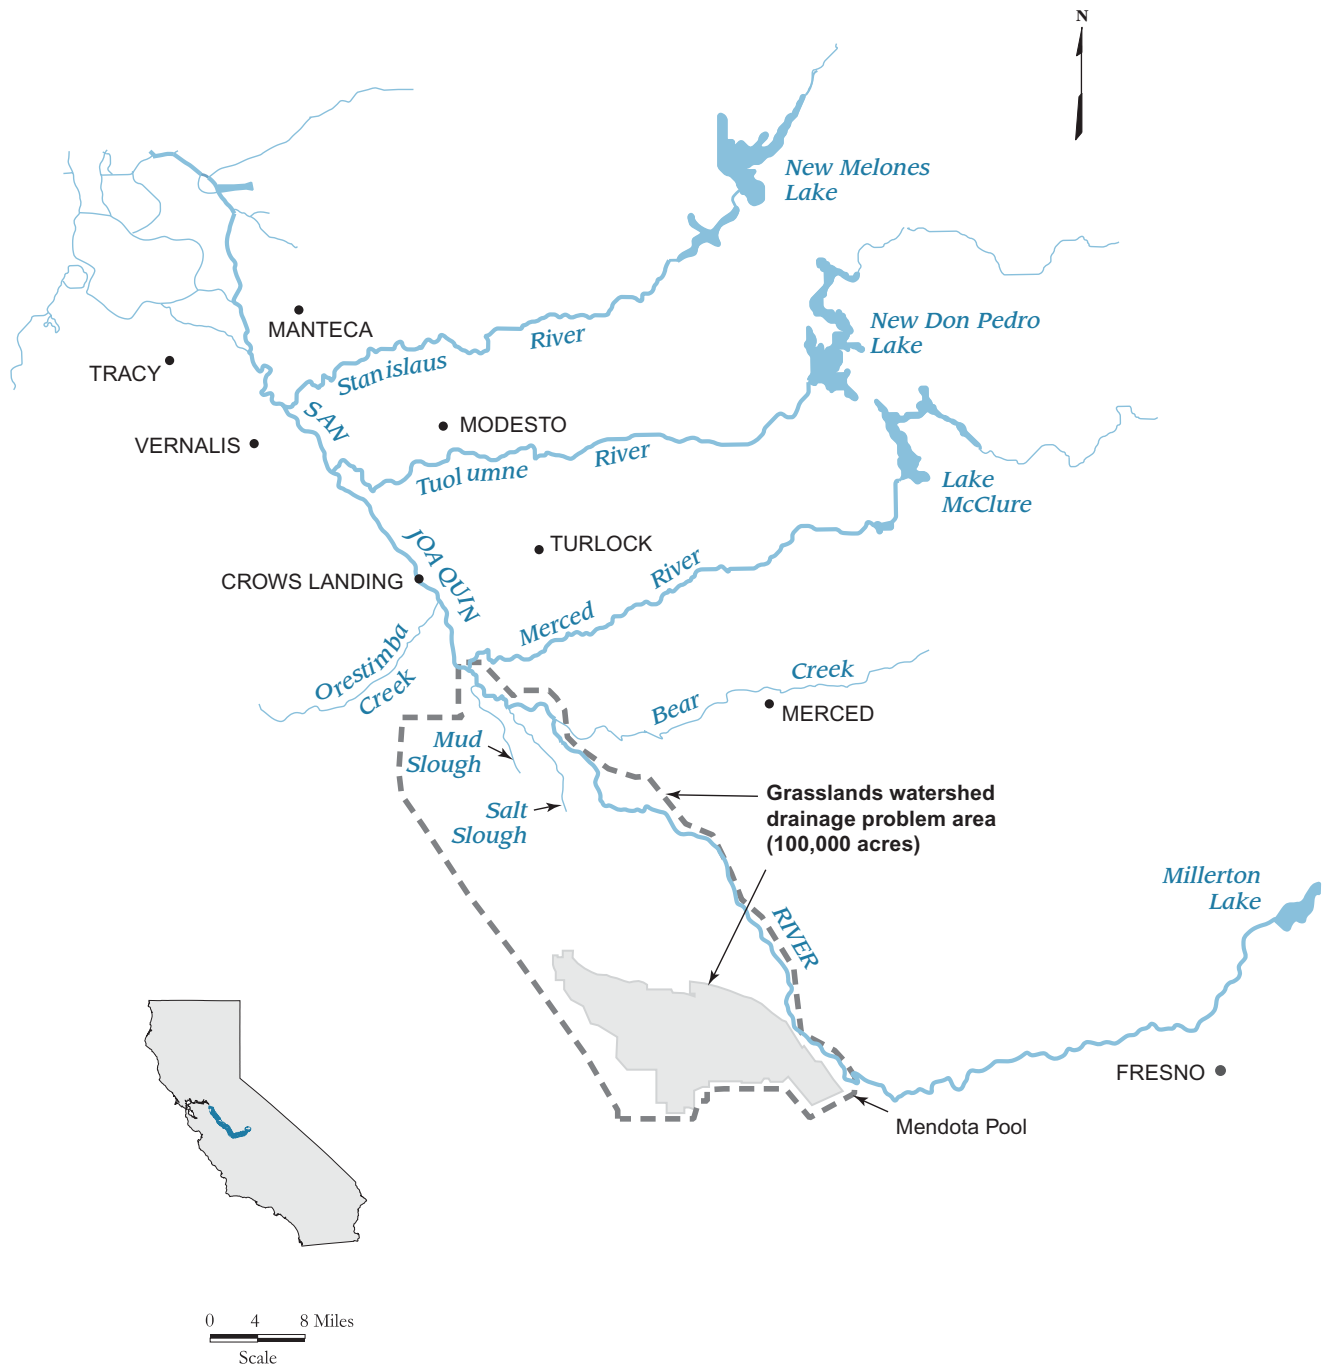 N
New Melones
Lake
New Don Pedro
Lake
MANTECA
Stanislaus River
TRACY
SAN JOAQUIN RIVER
MODESTO
VERNALIS
Tuolumne River
Lake
McClure
TURLOCK
CROWS LANDING
Merced River
Orestimba
Creek
Bear Creek
MERCED
Mud
Slough
Salt
Slough
Grasslands watershed
drainage problem area
(100,000 acres)
Millerton
Lake
FRESNO
Mendota Pool
0 4 8 Miles
Scale